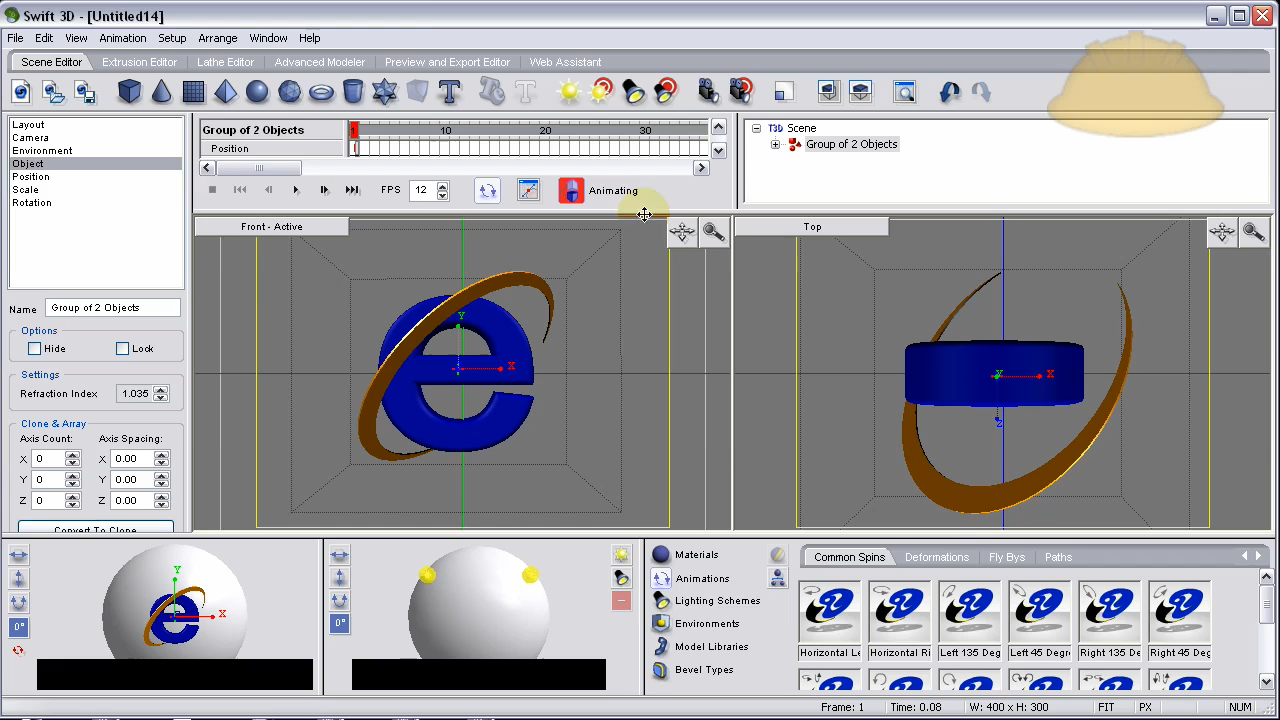 Swift 3D - [Untitled14]
File Edit View Animation Setup Arrange Window Help
Scene Editor Extrusion Editor Lathe Editor Advanced Modeler Preview and Export Editor Web Assistant
Layout
Camera
Environment
Object
Position
Scale
Rotation
Name Group of 2 Objects
Options
Hide Lock
Settings
Refraction Index 1.035
Clone & Array
Axis Count: Axis Spacing:
X 0 X 0.00
Y 0 Y 0.00
Z 0 Z 0.00
Convert To Clone
Group of 2 Objects 1 10 20 30
Position
FPS 12 Animating
Scene
Group of 2 Objects
Front - Active
Y
X
Top
Y X
Z
Y
X
0°
0°
Materials
Animations
Lighting Schemes
Environments
Model Libraries
Bevel Types
Common Spins Deformations Fly Bys Paths
Horizontal Le Horizontal Ri Left 135 Deg Left 45 Degr Right 135 Deg Right 45 Degr
Frame: 1 Time: 0.08 W: 400 x H: 300 FIT PX NUM